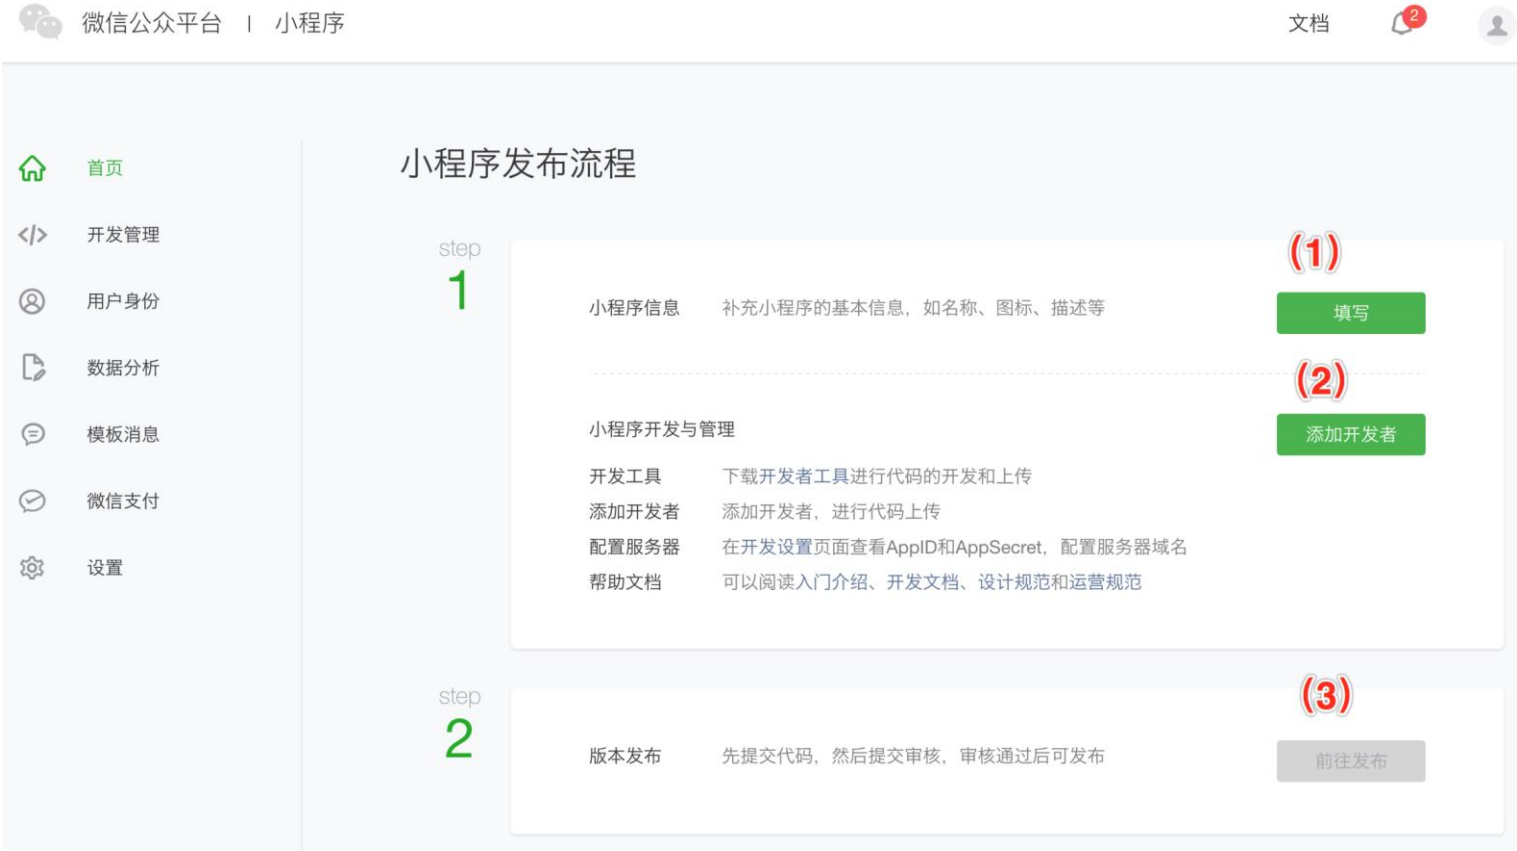 微信公众平台 | 小程序
文档
2
首页
开发管理
用户身份
数据分析
模板消息
微信支付
设置
小程序发布流程
step
1
(1)
小程序信息 补充小程序的基本信息，如名称、图标、描述等
填写
(2)
小程序开发与管理
添加开发者
开发工具 下载开发者工具进行代码的开发和上传
添加开发者 添加开发者，进行代码上传
配置服务器 在开发设置页面查看AppID和AppSecret，配置服务器域名
帮助文档 可以阅读入门介绍、开发文档、设计规范和运营规范
step
2
(3)
版本发布 先提交代码，然后提交审核，审核通过后可发布
前往发布